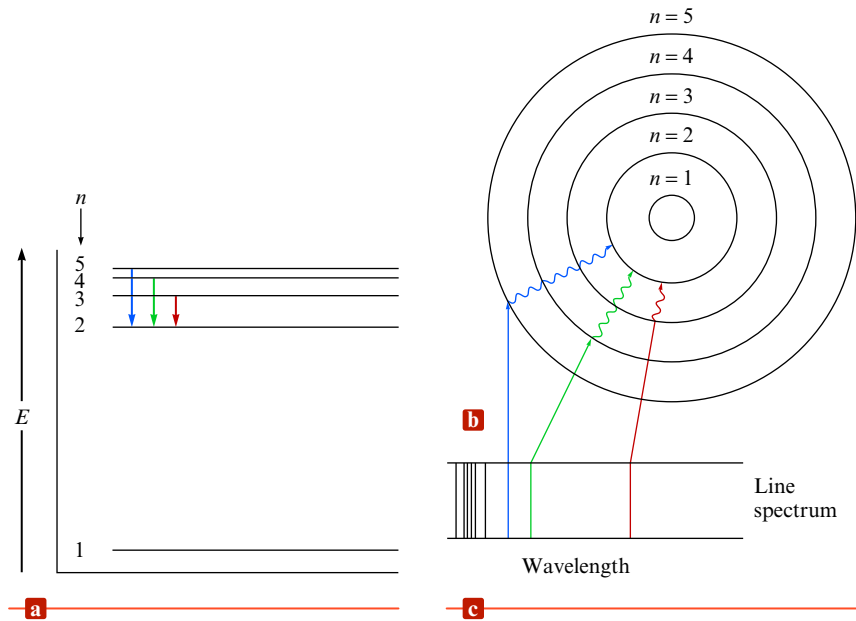 n
5
4
3
2
1
E
a
n = 5
n = 4
n = 3
n = 2
n = 1
b
Line
spectrum
Wavelength
c